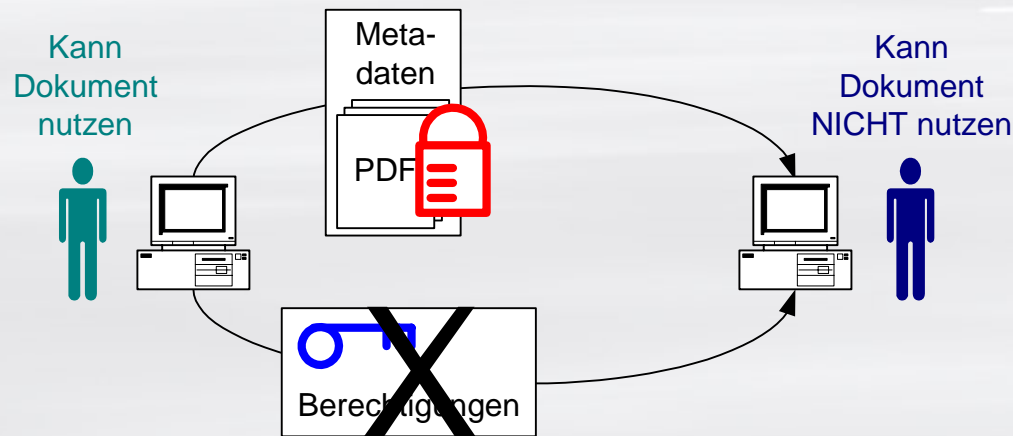 Kann
Dokument
nutzen
Meta-
daten
PDF
Kann
Dokument
NICHT nutzen
Berechtigungen